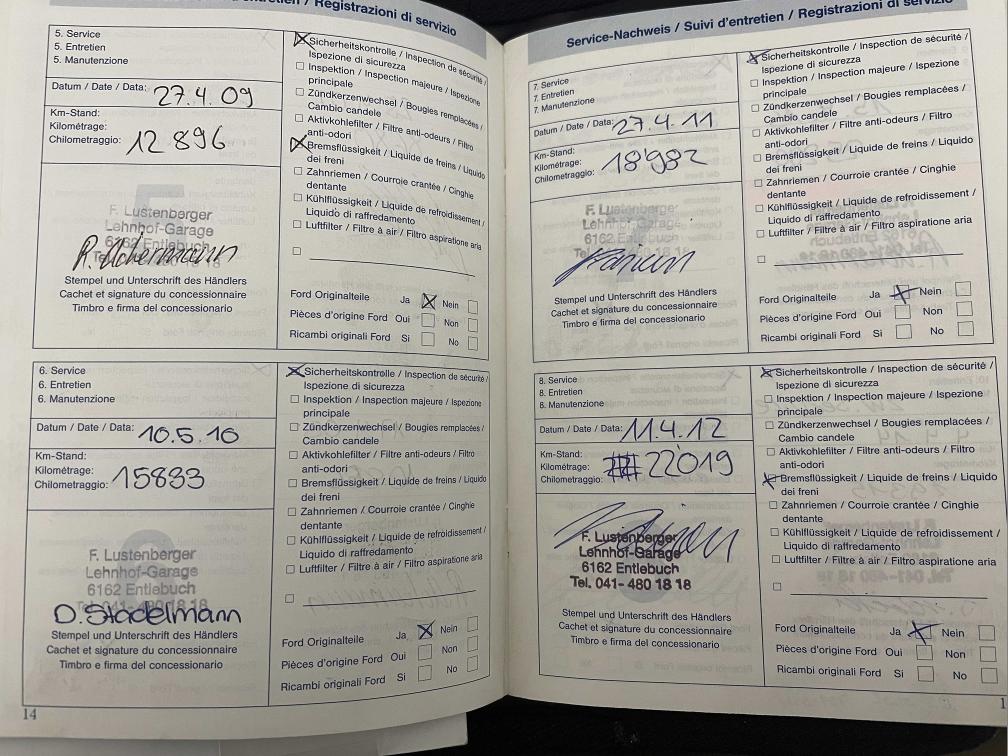 entretien / Registrazioni di servizio
5. Service
5. Entretien
5. Manutenzione
Datum / Date / Data: 27.4.09
Km-Stand:
Kilométrage:
Chilometraggio: 12896
F. Lustenberger
Lehnhof-Garage
6162 Entlebuch
R. Achermann
Stempel und Unterschrift des Händlers
Cachet et signature du concessionnaire
Timbro e firma del concessionario
Sicherheitskontrolle / Inspection de sécurité /
Ispezione di sicurezza
Inspektion / Inspection majeure / Ispezione
principale
Zündkerzenwechsel / Bougies remplacées /
Cambio candele
Aktivkohlefilter / Filtre anti-odeurs / Filtro
anti-odori
Bremsflüssigkeit / Liquide de freins / Liquido
dei freni
Zahnriemen / Courroie crantée / Cinghie
dentante
Kühlflüssigkeit / Liquide de refroidissement /
Liquido di raffredamento
Luftfilter / Filtre à air / Filtro aspiratione aria
Ford Originalteile Ja Nein
Pièces d'origine Ford Oui Non
Ricambi originali Ford Si No
6. Service
6. Entretien
6. Manutenzione
Datum / Date / Data: 10.5.10
Km-Stand:
Kilométrage:
Chilometraggio: 15833
F. Lustenberger
Lehnhof-Garage
6162 Entlebuch
Tel. 041- 480 18 18
D. Stadelmann
Stempel und Unterschrift des Händlers
Cachet et signature du concessionnaire
Timbro e firma del concessionario
Sicherheitskontrolle / Inspection de sécurité /
Ispezione di sicurezza
Inspektion / Inspection majeure / Ispezione
principale
Zündkerzenwechsel / Bougies remplacées /
Cambio candele
Aktivkohlefilter / Filtre anti-odeurs / Filtro
anti-odori
Bremsflüssigkeit / Liquide de freins / Liquido
dei freni
Zahnriemen / Courroie crantée / Cinghie
dentante
Kühlflüssigkeit / Liquide de refroidissement /
Liquido di raffredamento
Luftfilter / Filtre à air / Filtro aspiratione aria
Ford Originalteile Ja Nein
Pièces d'origine Ford Oui Non
Ricambi originali Ford Si No
14
Service-Nachweis / Suivi d'entretien / Registrazioni di servizio
7. Service
7. Entretien
7. Manutenzione
Datum / Date / Data: 27.4.11
Km-Stand:
Kilométrage:
Chilometraggio: 18'982
F. Lustenberger
Lehnhof-Garage
6162 Entlebuch
Stempel und Unterschrift des Händlers
Cachet et signature du concessionnaire
Timbro e firma del concessionario
Sicherheitskontrolle / Inspection de sécurité /
Ispezione di sicurezza
Inspektion / Inspection majeure / Ispezione
principale
Zündkerzenwechsel / Bougies remplacées /
Cambio candele
Aktivkohlefilter / Filtre anti-odeurs / Filtro
anti-odori
Bremsflüssigkeit / Liquide de freins / Liquido
dei freni
Zahnriemen / Courroie crantée / Cinghie
dentante
Kühlflüssigkeit / Liquide de refroidissement /
Liquido di raffredamento
Luftfilter / Filtre à air / Filtro aspiratione aria
Ford Originalteile Ja Nein
Pièces d'origine Ford Oui Non
Ricambi originali Ford Si No
8. Service
8. Entretien
8. Manutenzione
Datum / Date / Data: 11.4.12
Km-Stand:
Kilométrage:
Chilometraggio: 22019
F. Lustenberger
Lehnhof-Garage
6162 Entlebuch
Tel. 041- 480 18 18
Stempel und Unterschrift des Händlers
Cachet et signature du concessionnaire
Timbro e firma del concessionario
Sicherheitskontrolle / Inspection de sécurité /
Ispezione di sicurezza
Inspektion / Inspection majeure / Ispezione
principale
Zündkerzenwechsel / Bougies remplacées /
Cambio candele
Aktivkohlefilter / Filtre anti-odeurs / Filtro
anti-odori
Bremsflüssigkeit / Liquide de freins / Liquido
dei freni
Zahnriemen / Courroie crantée / Cinghie
dentante
Kühlflüssigkeit / Liquide de refroidissement /
Liquido di raffredamento
Luftfilter / Filtre à air / Filtro aspiratione aria
Ford Originalteile Ja Nein
Pièces d'origine Ford Oui Non
Ricambi originali Ford Si No